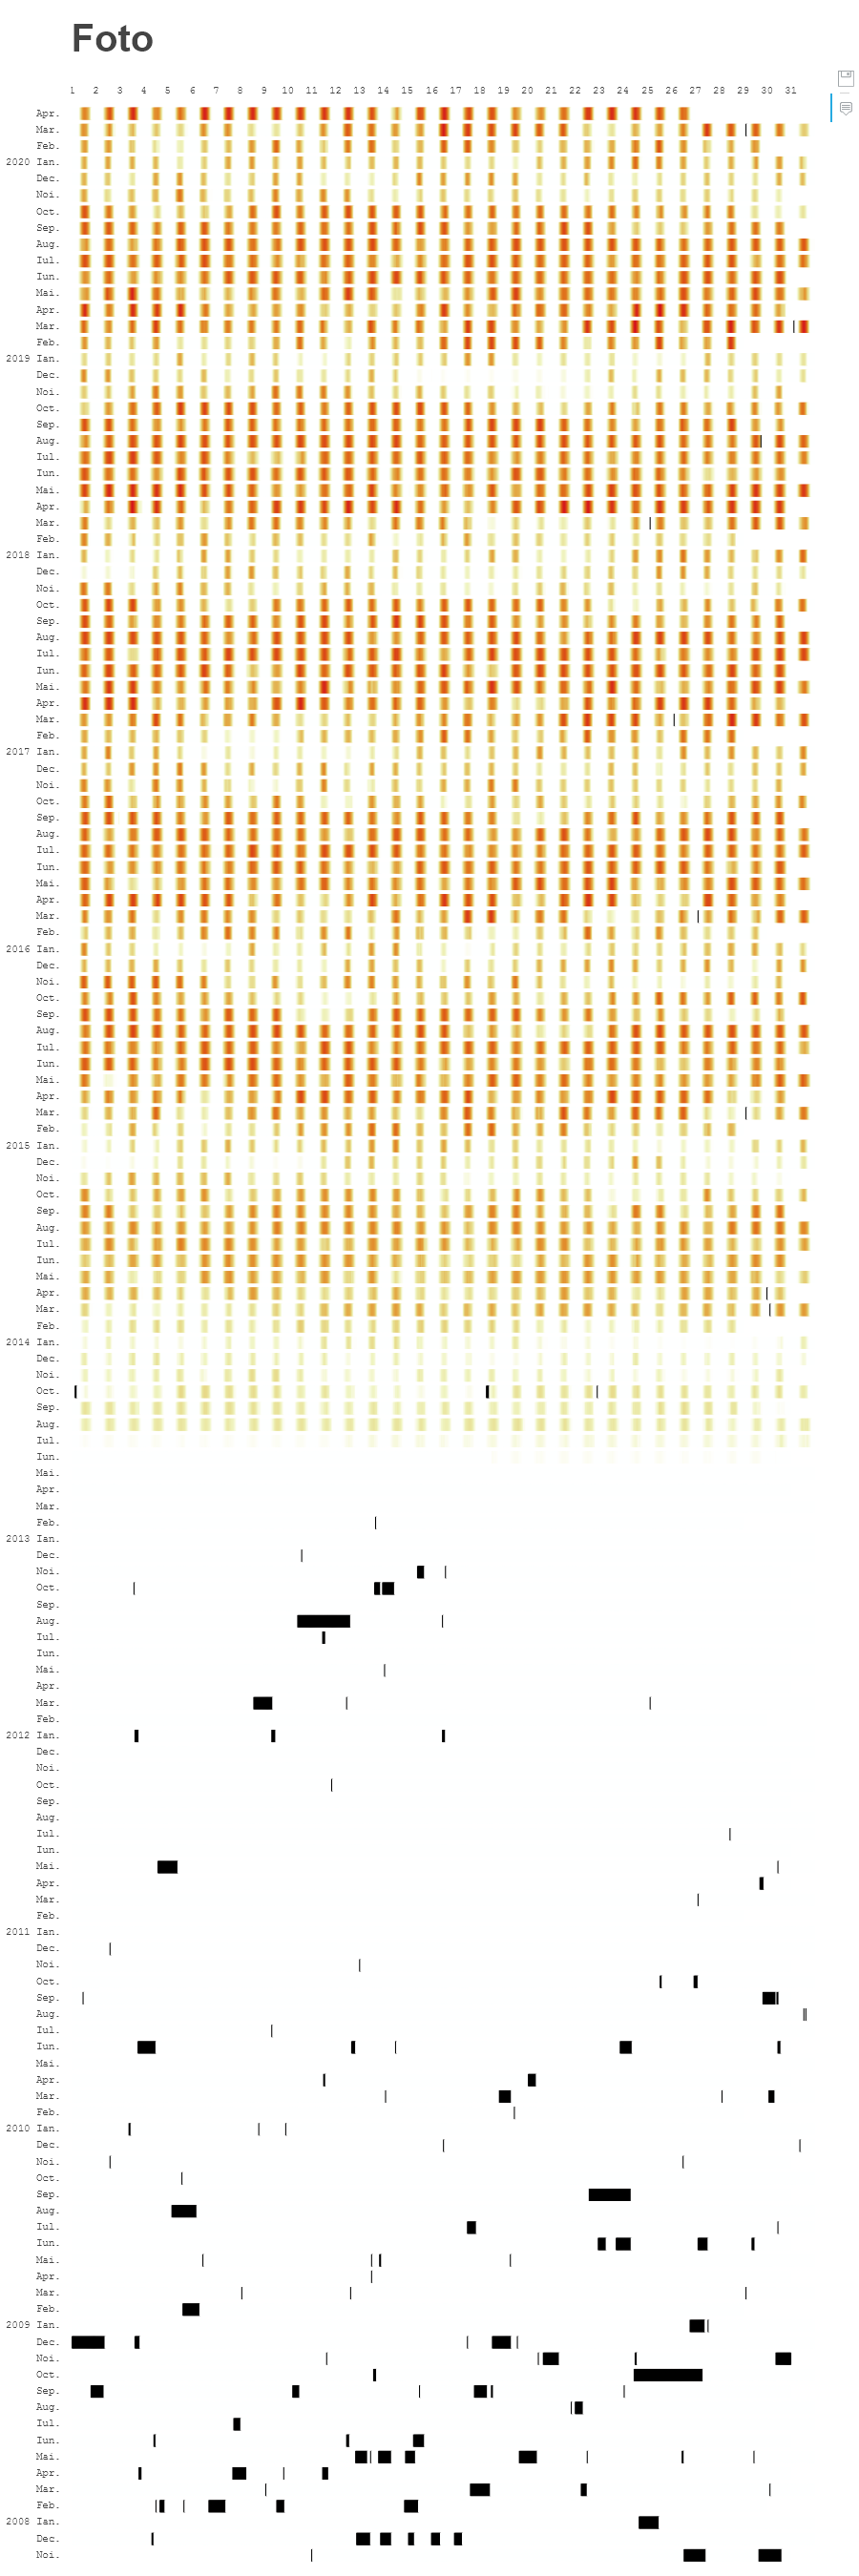 Foto
1 2 3 4 5 6 7 8 9 10 11 12 13 14 15 16 17 18 19 20 21 22 23 24 25 26 27 28 29 30 31
Apr.
Mar.
Feb.
2020 Ian.
Dec.
Noi.
Oct.
Sep.
Aug.
Iul.
Iun.
Mai.
Apr.
Mar.
Feb.
2019 Ian.
Dec.
Noi.
Oct.
Sep.
Aug.
Iul.
Iun.
Mai.
Apr.
Mar.
Feb.
2018 Ian.
Dec.
Noi.
Oct.
Sep.
Aug.
Iul.
Iun.
Mai.
Apr.
Mar.
Feb.
2017 Ian.
Dec.
Noi.
Oct.
Sep.
Aug.
Iul.
Iun.
Mai.
Apr.
Mar.
Feb.
2016 Ian.
Dec.
Noi.
Oct.
Sep.
Aug.
Iul.
Iun.
Mai.
Apr.
Mar.
Feb.
2015 Ian.
Dec.
Noi.
Oct.
Sep.
Aug.
Iul.
Iun.
Mai.
Apr.
Mar.
Feb.
2014 Ian.
Dec.
Noi.
Oct.
Sep.
Aug.
Iul.
Iun.
Mai.
Apr.
Mar.
Feb.
2013 Ian.
Dec.
Noi.
Oct.
Sep.
Aug.
Iul.
Iun.
Mai.
Apr.
Mar.
Feb.
2012 Ian.
Dec.
Noi.
Oct.
Sep.
Aug.
Iul.
Iun.
Mai.
Apr.
Mar.
Feb.
2011 Ian.
Dec.
Noi.
Oct.
Sep.
Aug.
Iul.
Iun.
Mai.
Apr.
Mar.
Feb.
2010 Ian.
Dec.
Noi.
Oct.
Sep.
Aug.
Iul.
Iun.
Mai.
Apr.
Mar.
Feb.
2009 Ian.
Dec.
Noi.
Oct.
Sep.
Aug.
Iul.
Iun.
Mai.
Apr.
Mar.
Feb.
2008 Ian.
Dec.
Noi.